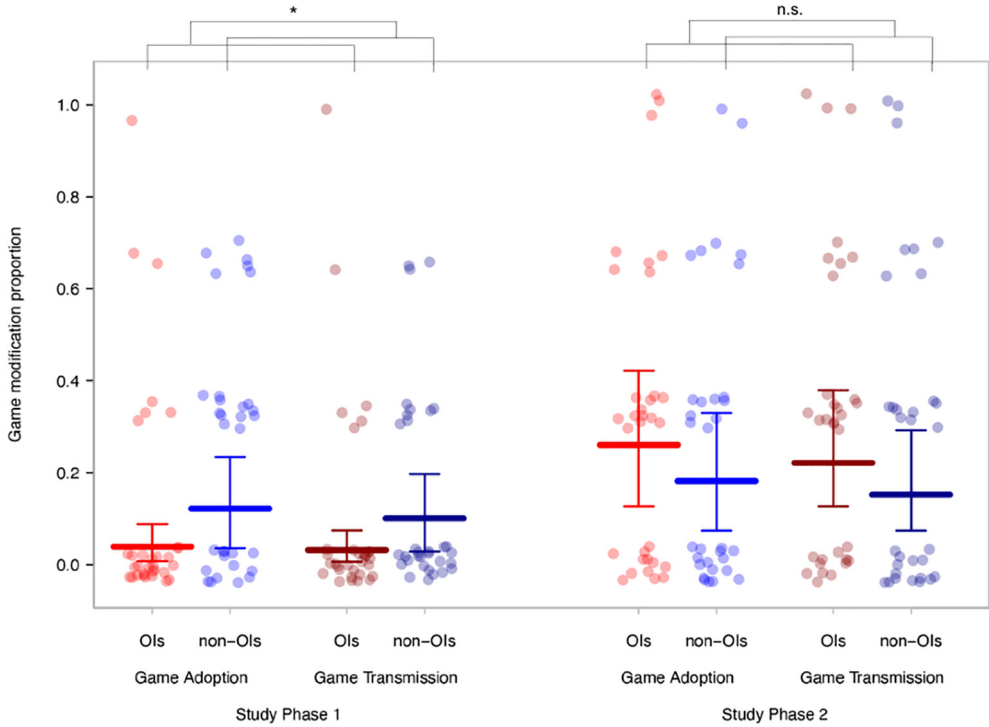 * n.s.
1.0
0.8
0.6
0.4
0.2
0.0
Game modification proportion
OIs non−OIs OIs non−OIs OIs non−OIs OIs non−OIs
Game Adoption Game Transmission Game Adoption Game Transmission
Study Phase 1 Study Phase 2